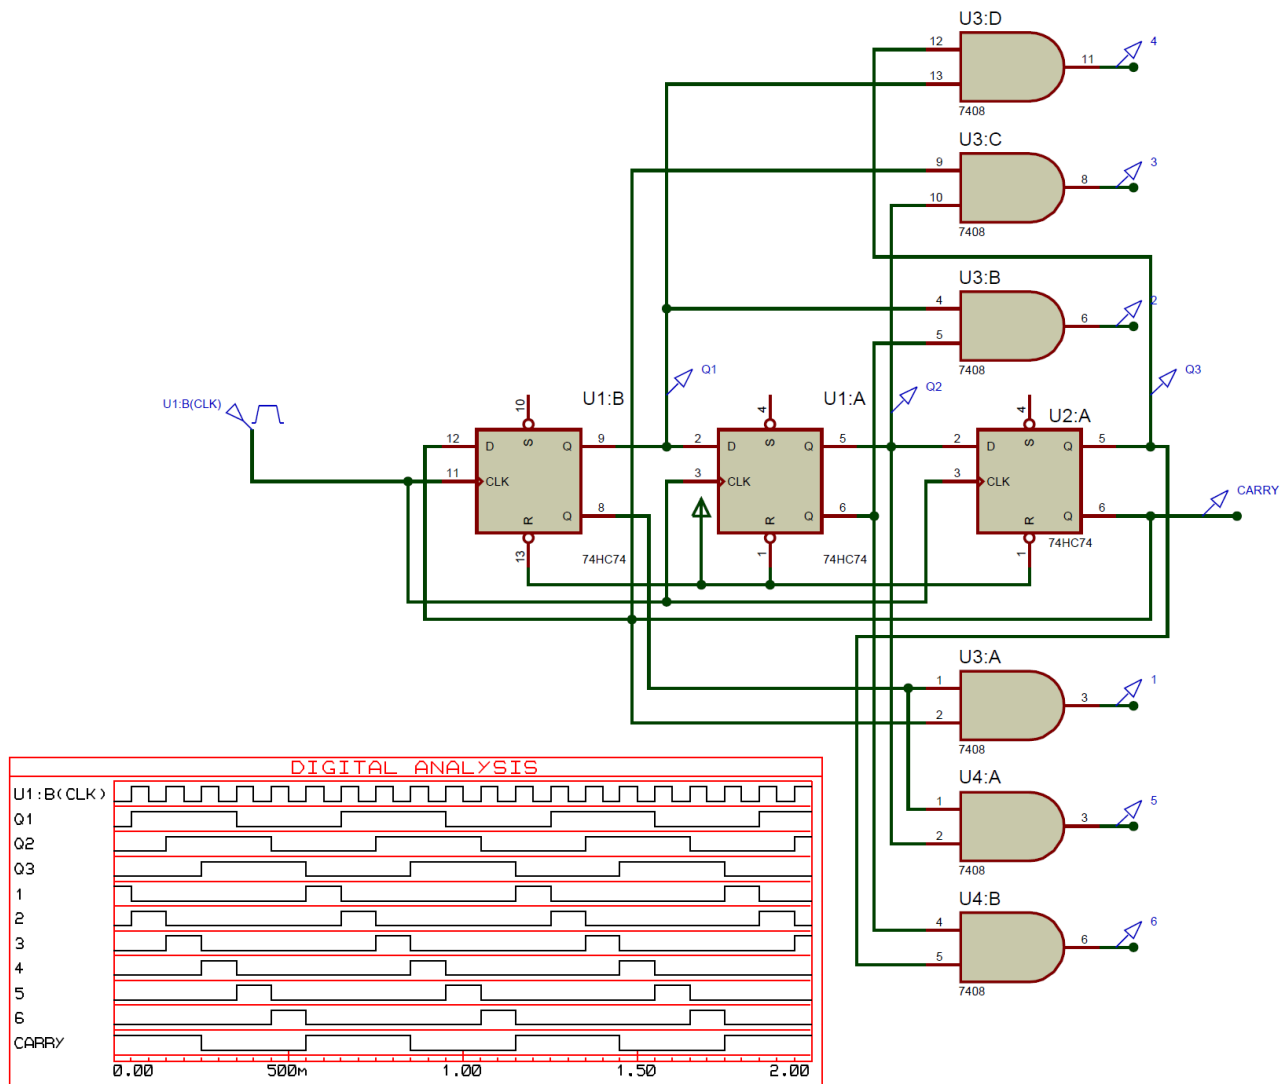 U3:D
12
13
11
4
7408
U3:C
9
10
8
3
7408
U3:B
4
5
6
2
7408
Q1
Q2
Q3
U1:B(CLK)
10
U1:B
12
D
S
Q
9
11
CLK
R
Q
8
13
74HC74
4
U1:A
2
D
S
Q
5
3
CLK
R
Q
6
1
74HC74
4
U2:A
2
D
S
Q
5
3
CLK
R
Q
6
1
74HC74
CARRY
U3:A
1
2
3
1
7408
U4:A
1
2
3
5
7408
U4:B
4
5
6
6
7408
DIGITAL ANALYSIS
U1:B(CLK)
Q1
Q2
Q3
1
2
3
4
5
6
CARRY
0.00 500m 1.00 1.50 2.00